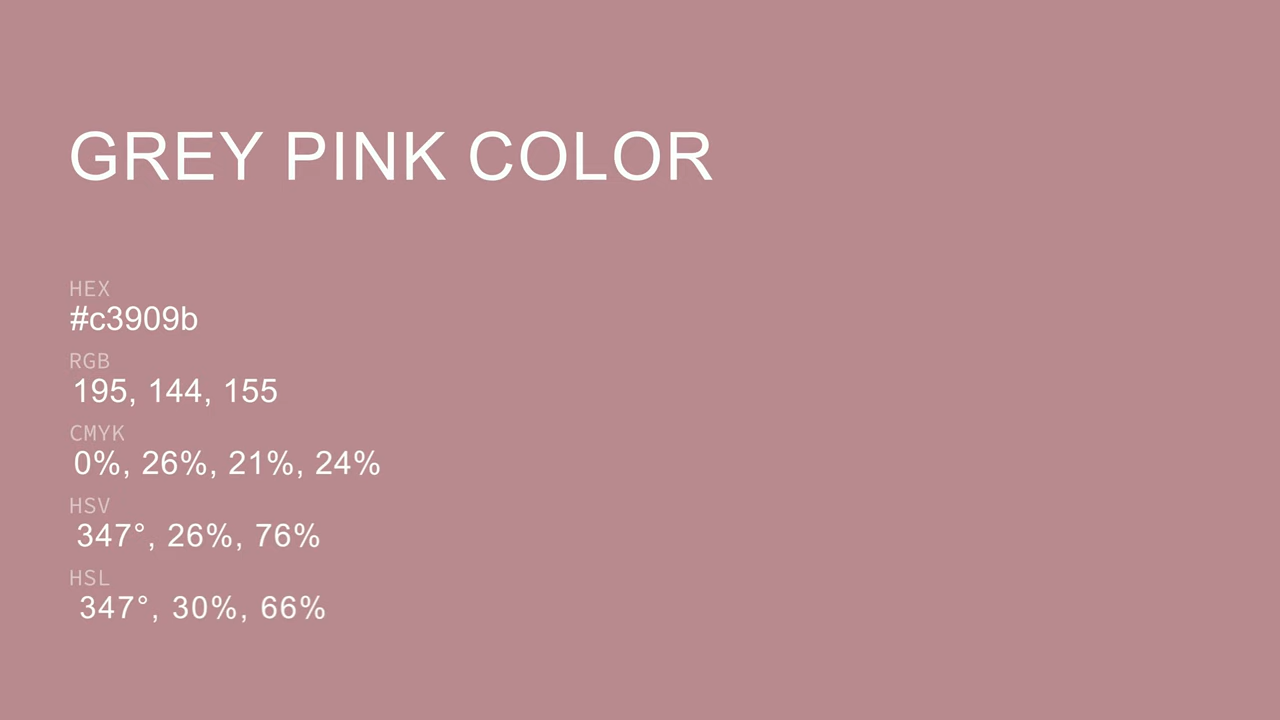 GREY PINK COLOR
HEX
#c3909b
RGB
195, 144, 155
CMYK
0%, 26%, 21%, 24%
HSV
347°, 26%, 76%
HSL
347°, 30%, 66%